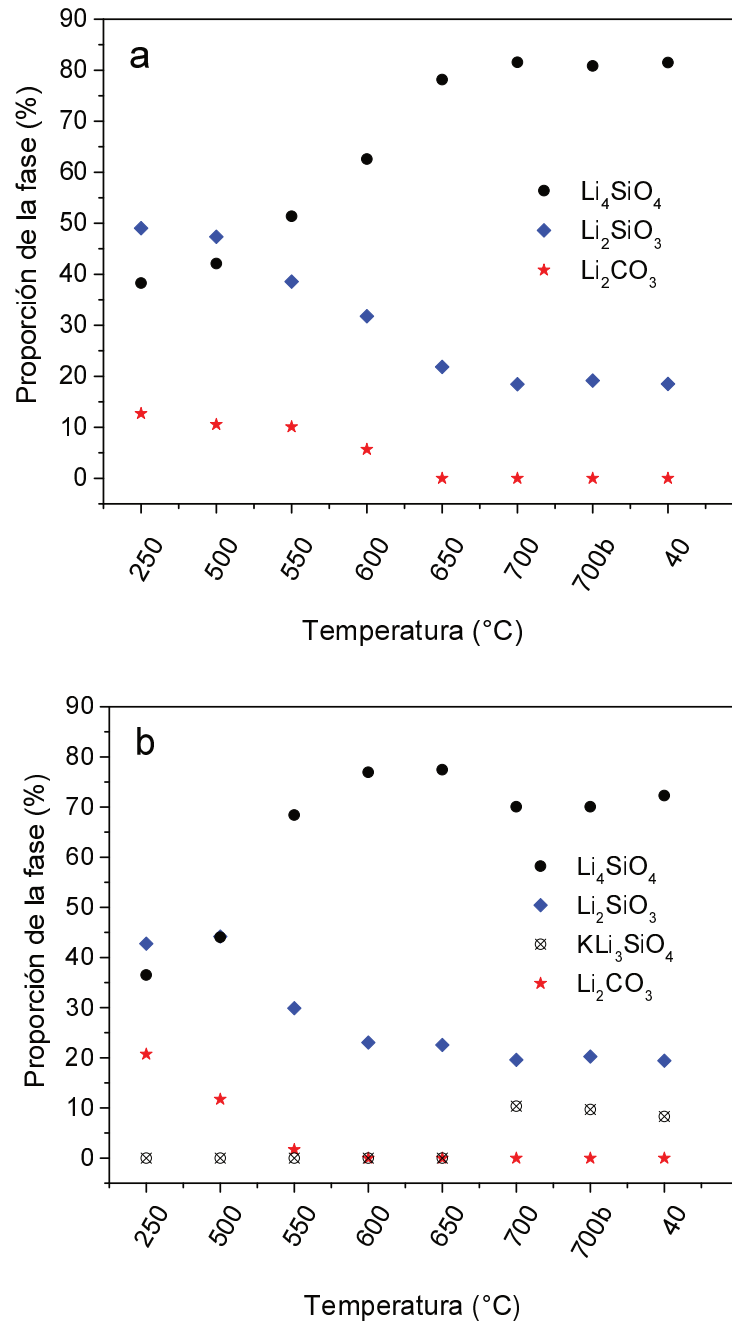 a
Proporción de la fase (%)
90
80
70
60
50
40
30
20
10
0
Li₄SiO₄
Li₂SiO₃
Li₂CO₃
250 500 550 600 650 700 700b 40
Temperatura (°C)
b
Proporción de la fase (%)
90
80
70
60
50
40
30
20
10
0
Li₄SiO₄
Li₂SiO₃
KLi₃SiO₄
Li₂CO₃
250 500 550 600 650 700 700b 40
Temperatura (°C)